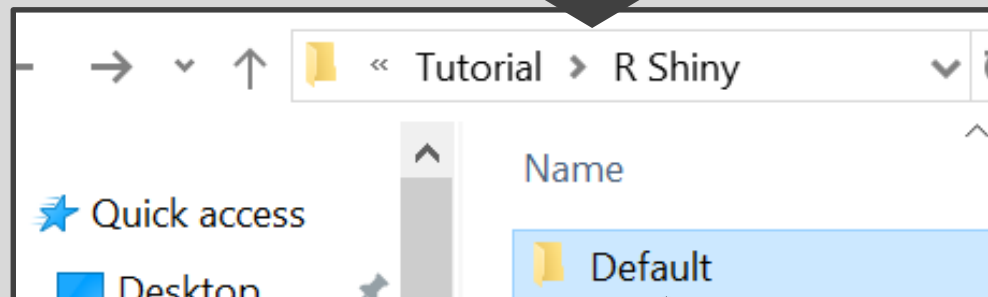 « Tutorial > R Shiny
Name
Quick access
Default
Desktop